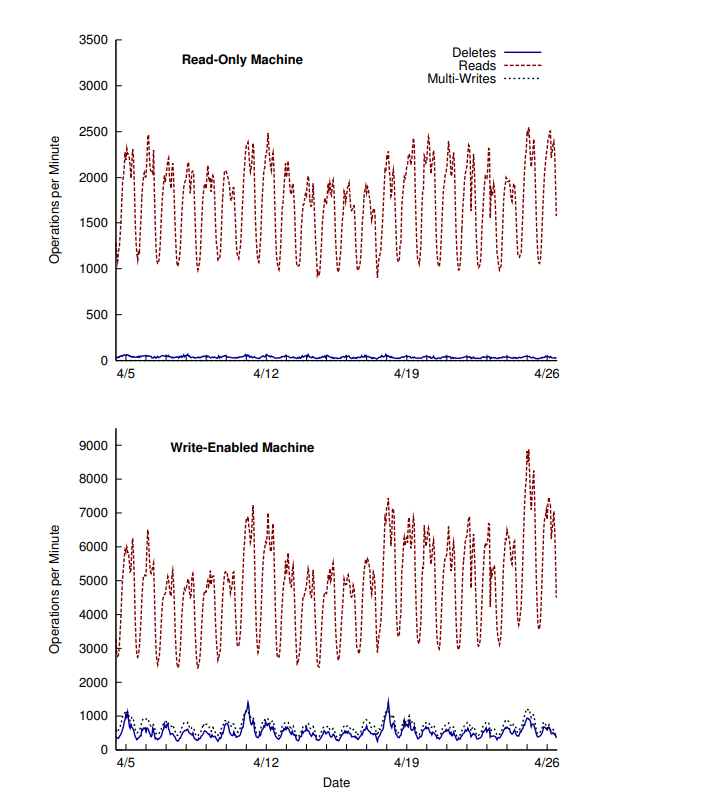 3500
Read-Only Machine
Deletes
Reads
Multi-Writes
3000
2500
2000
1500
1000
500
0
Operations per Minute
4/5 4/12 4/19 4/26
9000
Write-Enabled Machine
8000
7000
6000
5000
4000
3000
2000
1000
0
Operations per Minute
4/5 4/12 4/19 4/26
Date